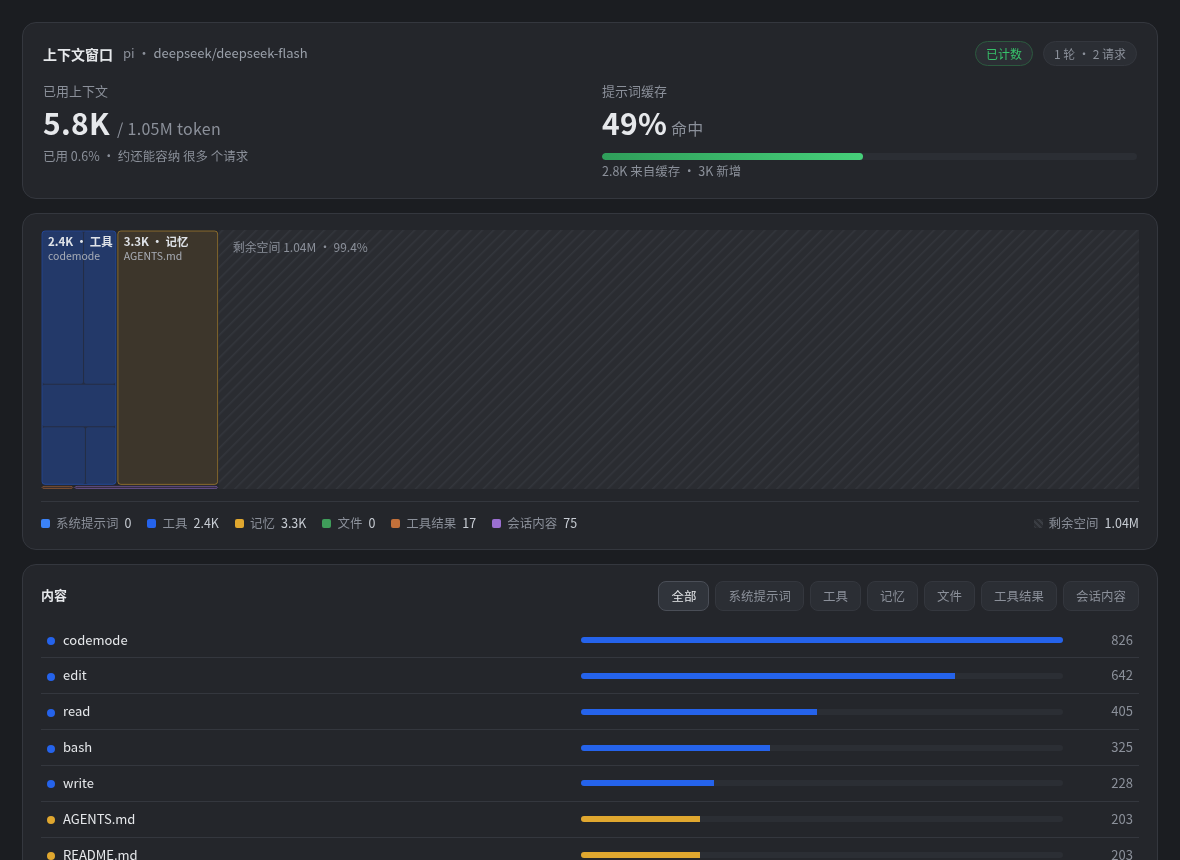 上下文窗口 pi • deepseek/deepseek-flash
已计数
1 轮 • 2 请求
已用上下文
5.8K / 1.05M token
已用 0.6% • 约还能容纳 很多 个请求
提示词缓存
49% 命中
2.8K 来自缓存 • 3K 新增
2.4K • 工具
codemode
3.3K • 记忆
AGENTS.md
剩余空间 1.04M • 99.4%
系统提示词 0 工具 2.4K 记忆 3.3K 文件 0 工具结果 17 会话内容 75 剩余空间 1.04M
内容
全部 系统提示词 工具 记忆 文件 工具结果 会话内容
codemode 826
edit 642
read 405
bash 325
write 228
AGENTS.md 203
README.md 203